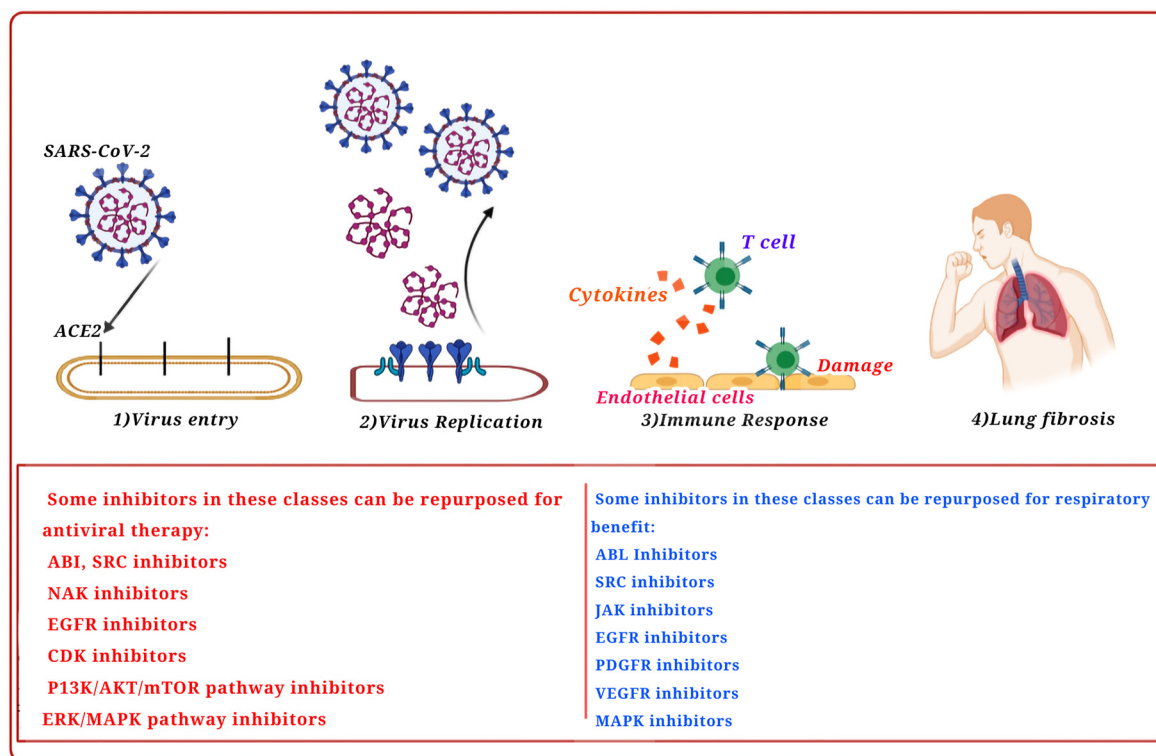 SARS-CoV-2
ACE2
1)Virus entry
2)Virus Replication
T cell
Cytokines
Damage
Endothelial cells
3)Immune Response
4)Lung fibrosis
Some inhibitors in these classes can be repurposed for
antiviral therapy:
ABI, SRC inhibitors
NAK inhibitors
EGFR inhibitors
CDK inhibitors
P13K/AKT/mTOR pathway inhibitors
ERK/MAPK pathway inhibitors
Some inhibitors in these classes can be repurposed for respiratory
benefit:
ABL Inhibitors
SRC inhibitors
JAK inhibitors
EGFR inhibitors
PDGFR inhibitors
VEGFR inhibitors
MAPK inhibitors